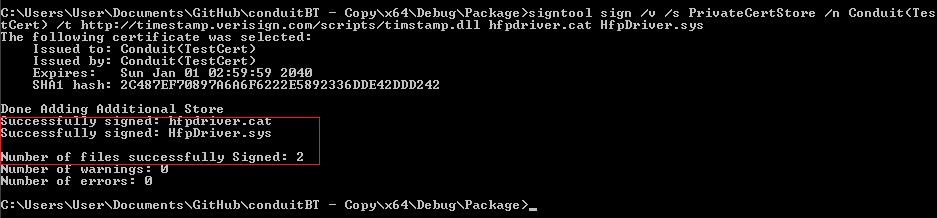 C:\Users\User\Documents\GitHub\conduitBT - Copy\x64\Debug\Package>signtool sign /v /s PrivateCertStore /n Conduit(Tes
tCert) /t http://timestamp.verisign.com/scripts/timstamp.dll hfpdriver.cat HfpDriver.sys
The following certificate was selected:
    Issued to: Conduit(TestCert)
    Issued by: Conduit(TestCert)
    Expires:   Sun Jan 01 02:59:59 2040
    SHA1 hash: 2C487EF70897A6A6F6222E5892336DDE42DDD242
Done Adding Additional Store
Successfully signed: hfpdriver.cat
Successfully signed: HfpDriver.sys
Number of files successfully Signed: 2
Number of warnings: 0
Number of errors: 0
C:\Users\User\Documents\GitHub\conduitBT - Copy\x64\Debug\Package>_